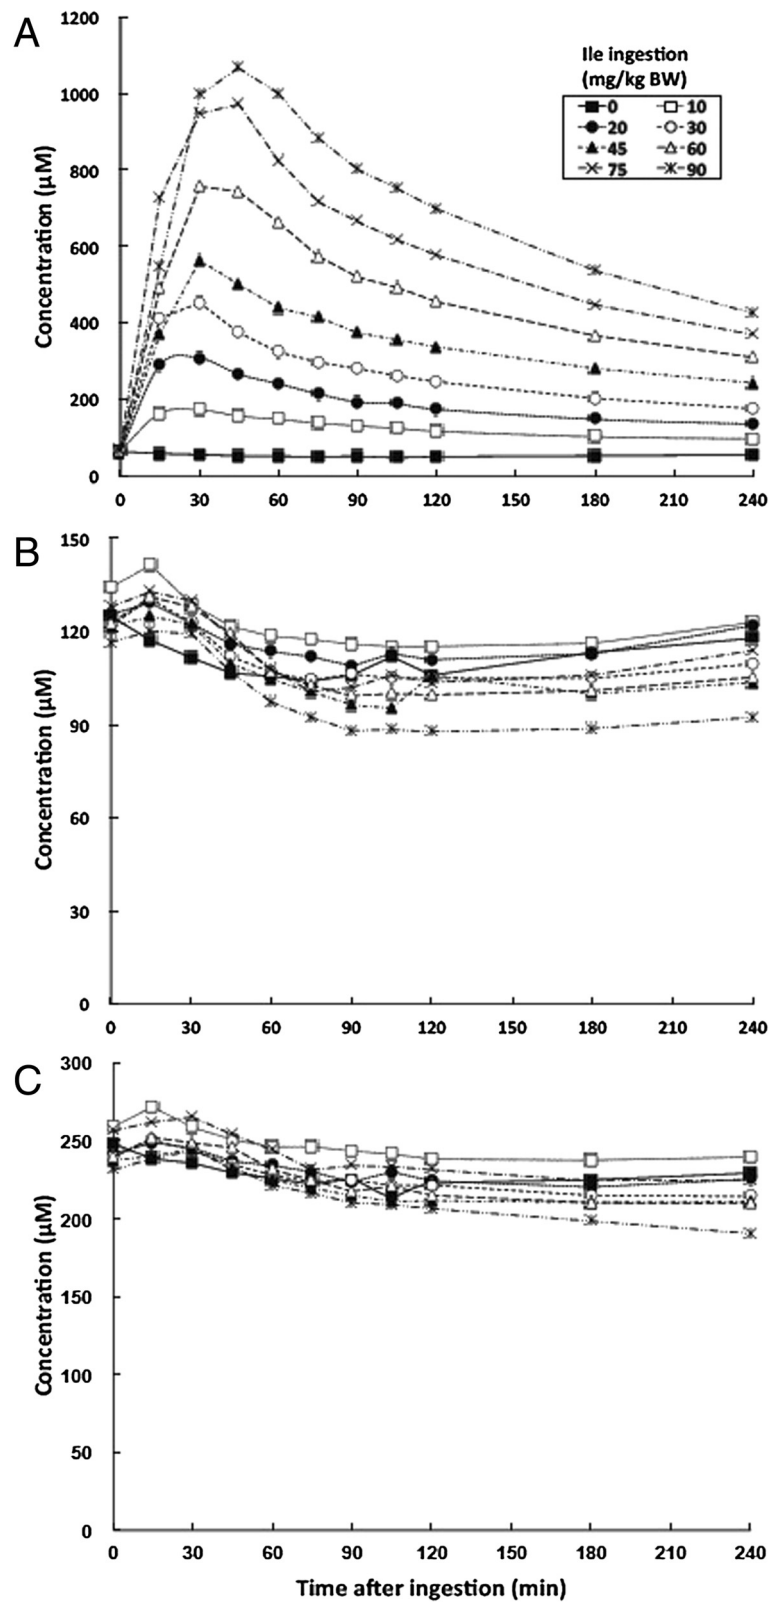 A
Ile ingestion
(mg/kg BW)
0 10
20 30
45 60
75 90
Concentration (µM)
1200
1000
800
600
400
200
0
0 30 60 90 120 150 180 210 240
B
Concentration (µM)
150
120
90
60
30
0
0 30 60 90 120 150 180 210 240
C
Concentration (µM)
300
250
200
150
100
50
0
0 30 60 90 120 150 180 210 240
Time after ingestion (min)